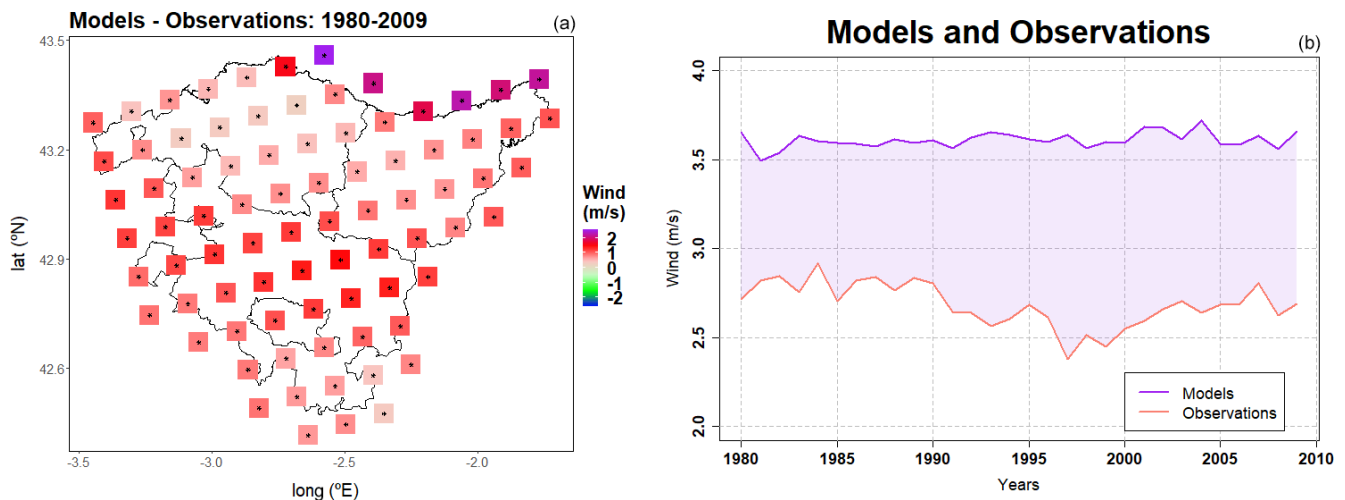 Models - Observations: 1980-2009
(a)
43.5
43.2
42.9
42.6
lat (ºN)
-3.5
-3.0
-2.5
-2.0
long (ºE)
Wind
(m/s)
2
1
0
-1
-2
Models and Observations
(b)
4.0
3.5
3.0
2.5
2.0
Wind (m/s)
Models
Observations
1980
1985
1990
1995
2000
2005
2010
Years